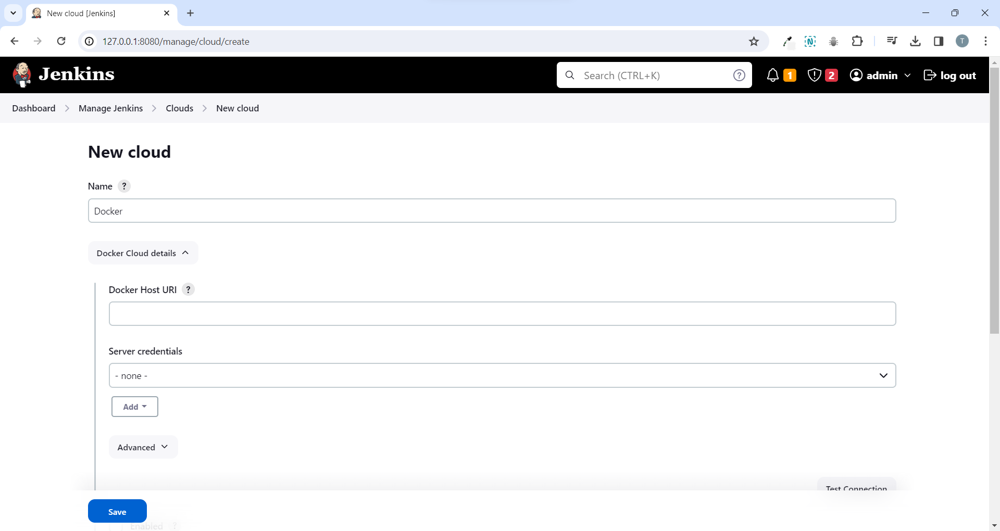 New cloud [Jenkins]
127.0.0.1:8080/manage/cloud/create
T
Jenkins
Search (CTRL+K)
?
1
2
admin
log out
Dashboard
Manage Jenkins
Clouds
New cloud
New cloud
Name ?
Docker
Docker Cloud details
Docker Host URI ?
Server credentials
- none -
Add
Advanced
Test Connection
Save
Enabled ?